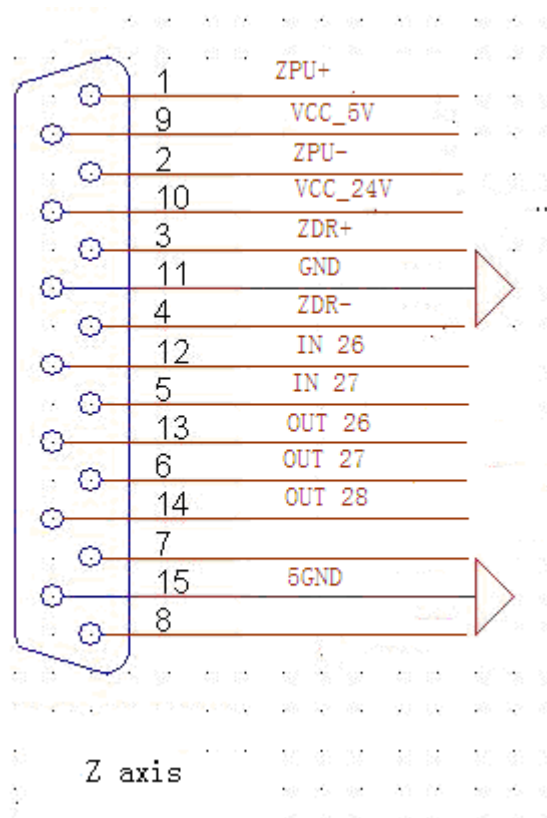 1 ZPU+
9 VCC_5V
2 ZPU-
10 VCC_24V
3 ZDR+
11 GND
4 ZDR-
12 IN 26
5 IN 27
13 OUT 26
6 OUT 27
14 OUT 28
7
15 5GND
8
Z axis